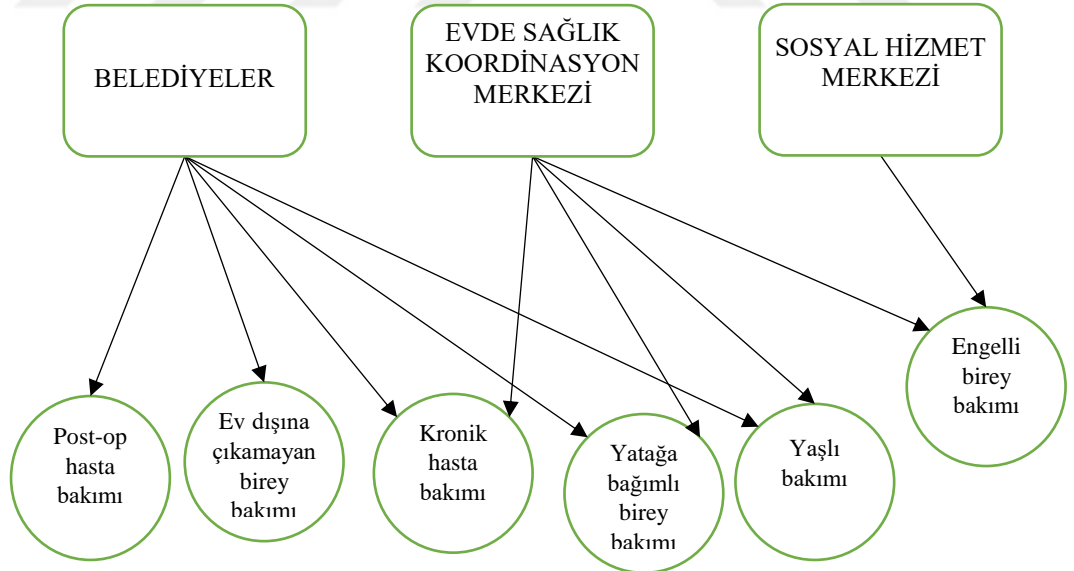 BELEDİYELER
EVDE SAĞLIK
KOORDİNASYON
MERKEZİ
SOSYAL HİZMET
MERKEZİ
Post-op
hasta
bakımı
Ev dışına
çıkamayan
birey
bakımı
Kronik
hasta
bakımı
Yatağa
bağımlı
birey
bakımı
Yaşlı
bakımı
Engelli
birey
bakımı